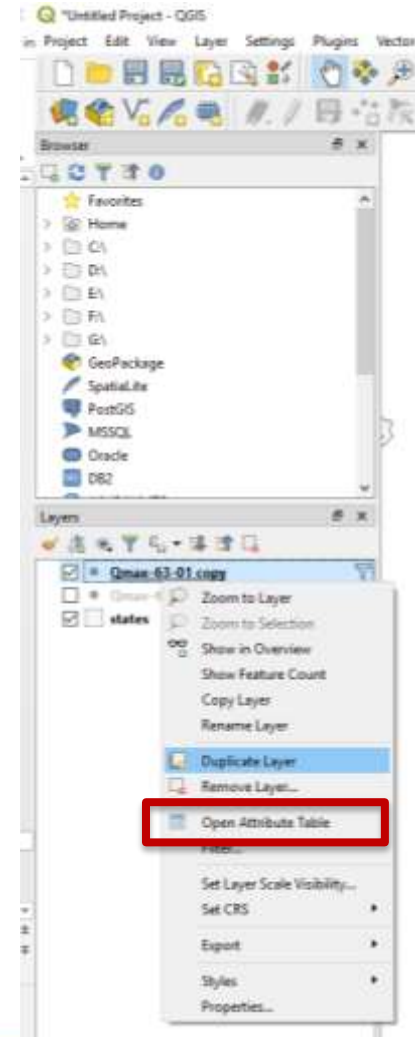 *Untitled Project - QGIS
Project Edit View Layer Settings Plugins Vector
Browser
Favorites
Home
C:\
D:\
E:\
F:\
G:\
GeoPackage
SpatiaLite
PostGIS
MSSQL
Oracle
DB2
Layers
Qmax-63-01 copy
states
Zoom to Layer
Zoom to Selection
Show in Overview
Show Feature Count
Copy Layer
Rename Layer
Duplicate Layer
Remove Layer...
Open Attribute Table
Filter...
Set Layer Scale Visibility...
Set CRS
Export
Styles
Properties...